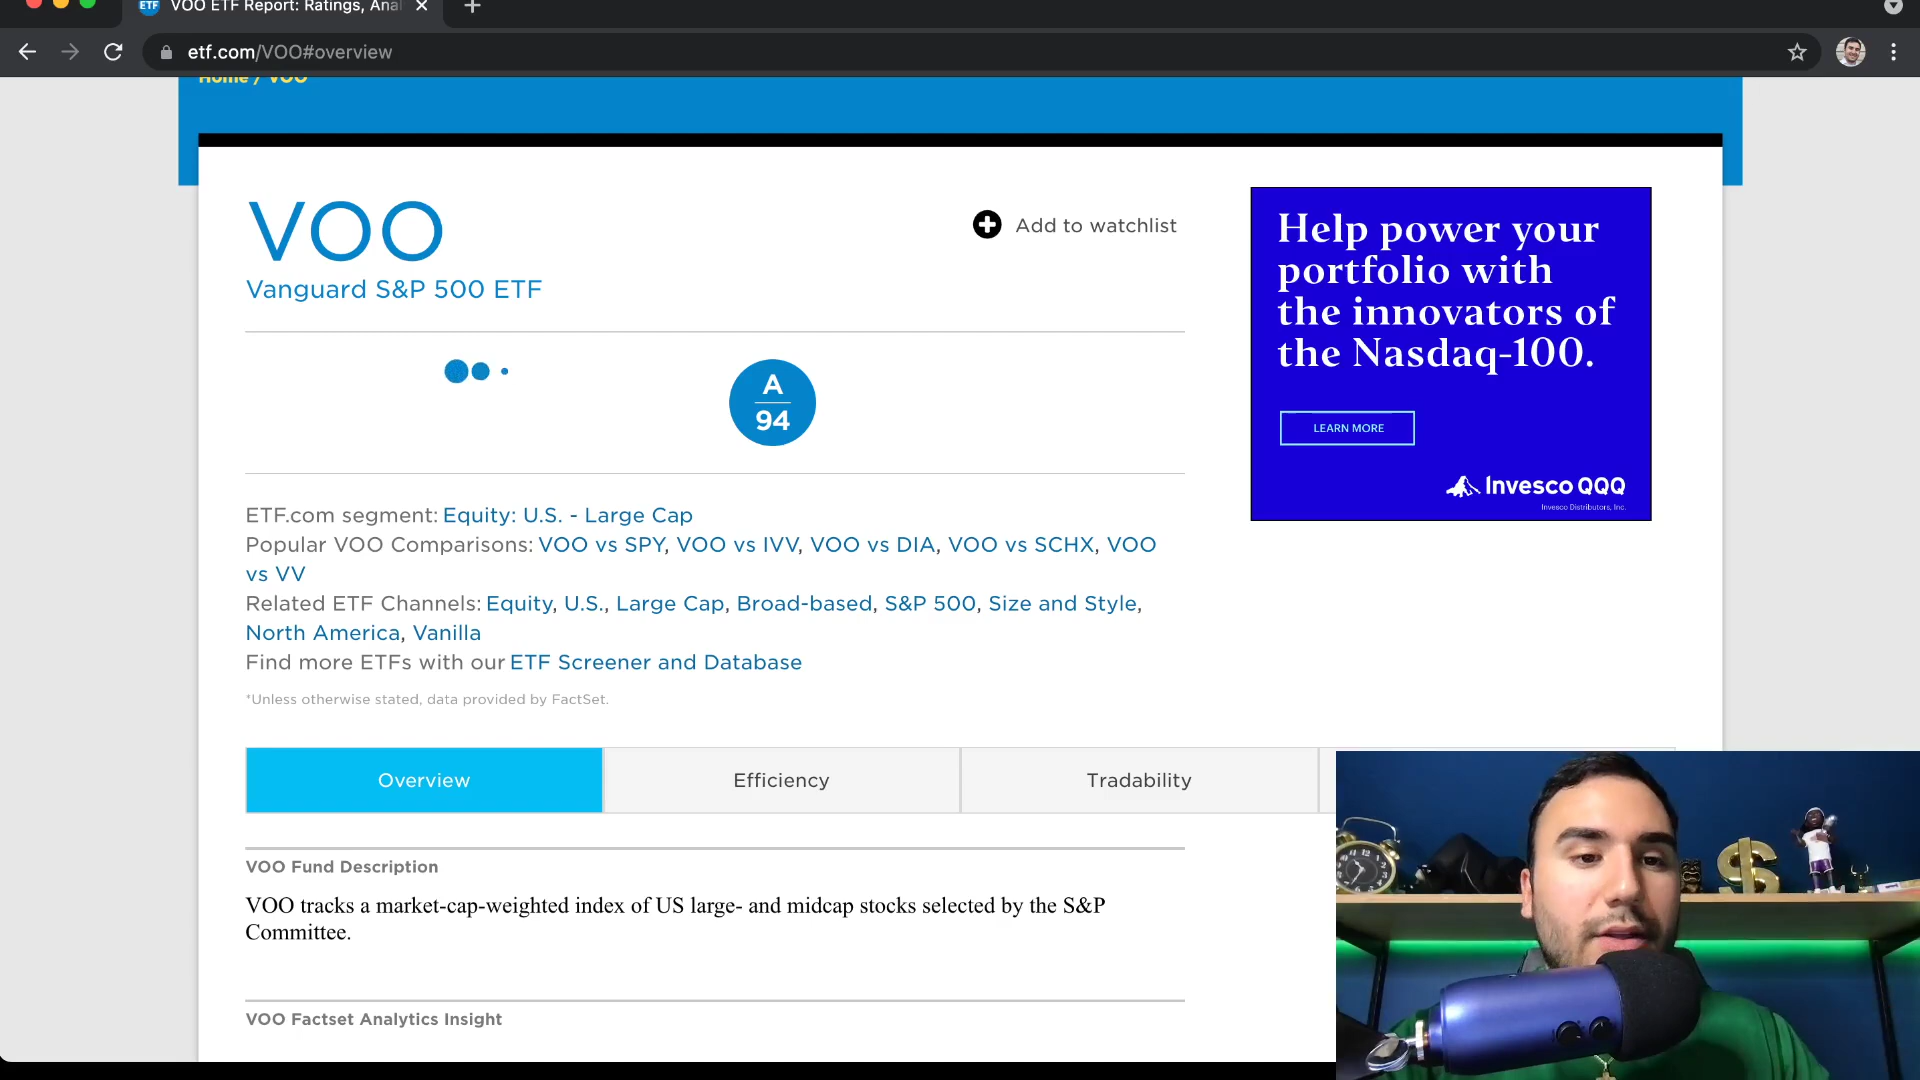 ETF VOO ETF Report: Ratings, Ana
etf.com/VOO#overview
Home / VOO
VOO
Add to watchlist
Vanguard S&P 500 ETF
A
94
Help power your
portfolio with
the innovators of
the Nasdaq-100.
LEARN MORE
Invesco QQQ
Invesco Distributors, Inc.
ETF.com segment: Equity: U.S. - Large Cap
Popular VOO Comparisons: VOO vs SPY, VOO vs IVV, VOO vs DIA, VOO vs SCHX, VOO
vs VV
Related ETF Channels: Equity, U.S., Large Cap, Broad-based, S&P 500, Size and Style,
North America, Vanilla
Find more ETFs with our ETF Screener and Database
*Unless otherwise stated, data provided by FactSet.
Overview
Efficiency
Tradability
VOO Fund Description
VOO tracks a market-cap-weighted index of US large- and midcap stocks selected by the S&P
Committee.
VOO Factset Analytics Insight